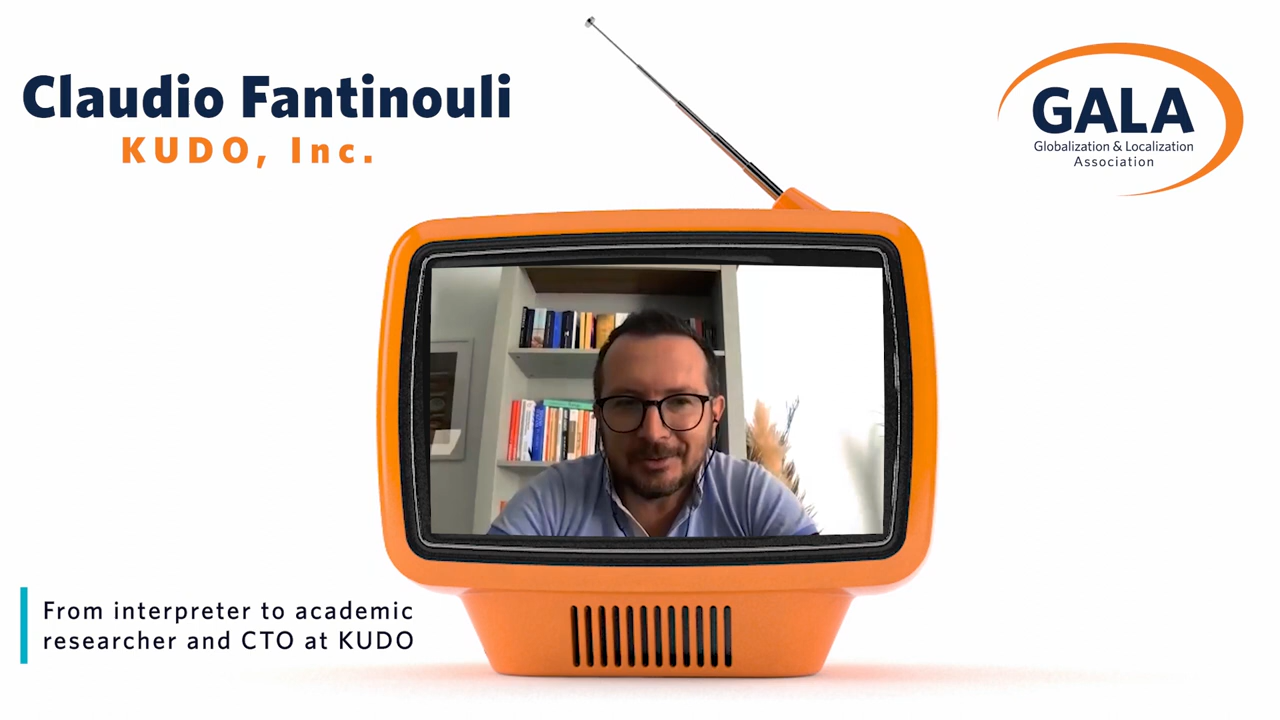 Claudio Fantinouli
KUDO, Inc.
GALA
Globalization & Localization
Association
From interpreter to academic
researcher and CTO at KUDO